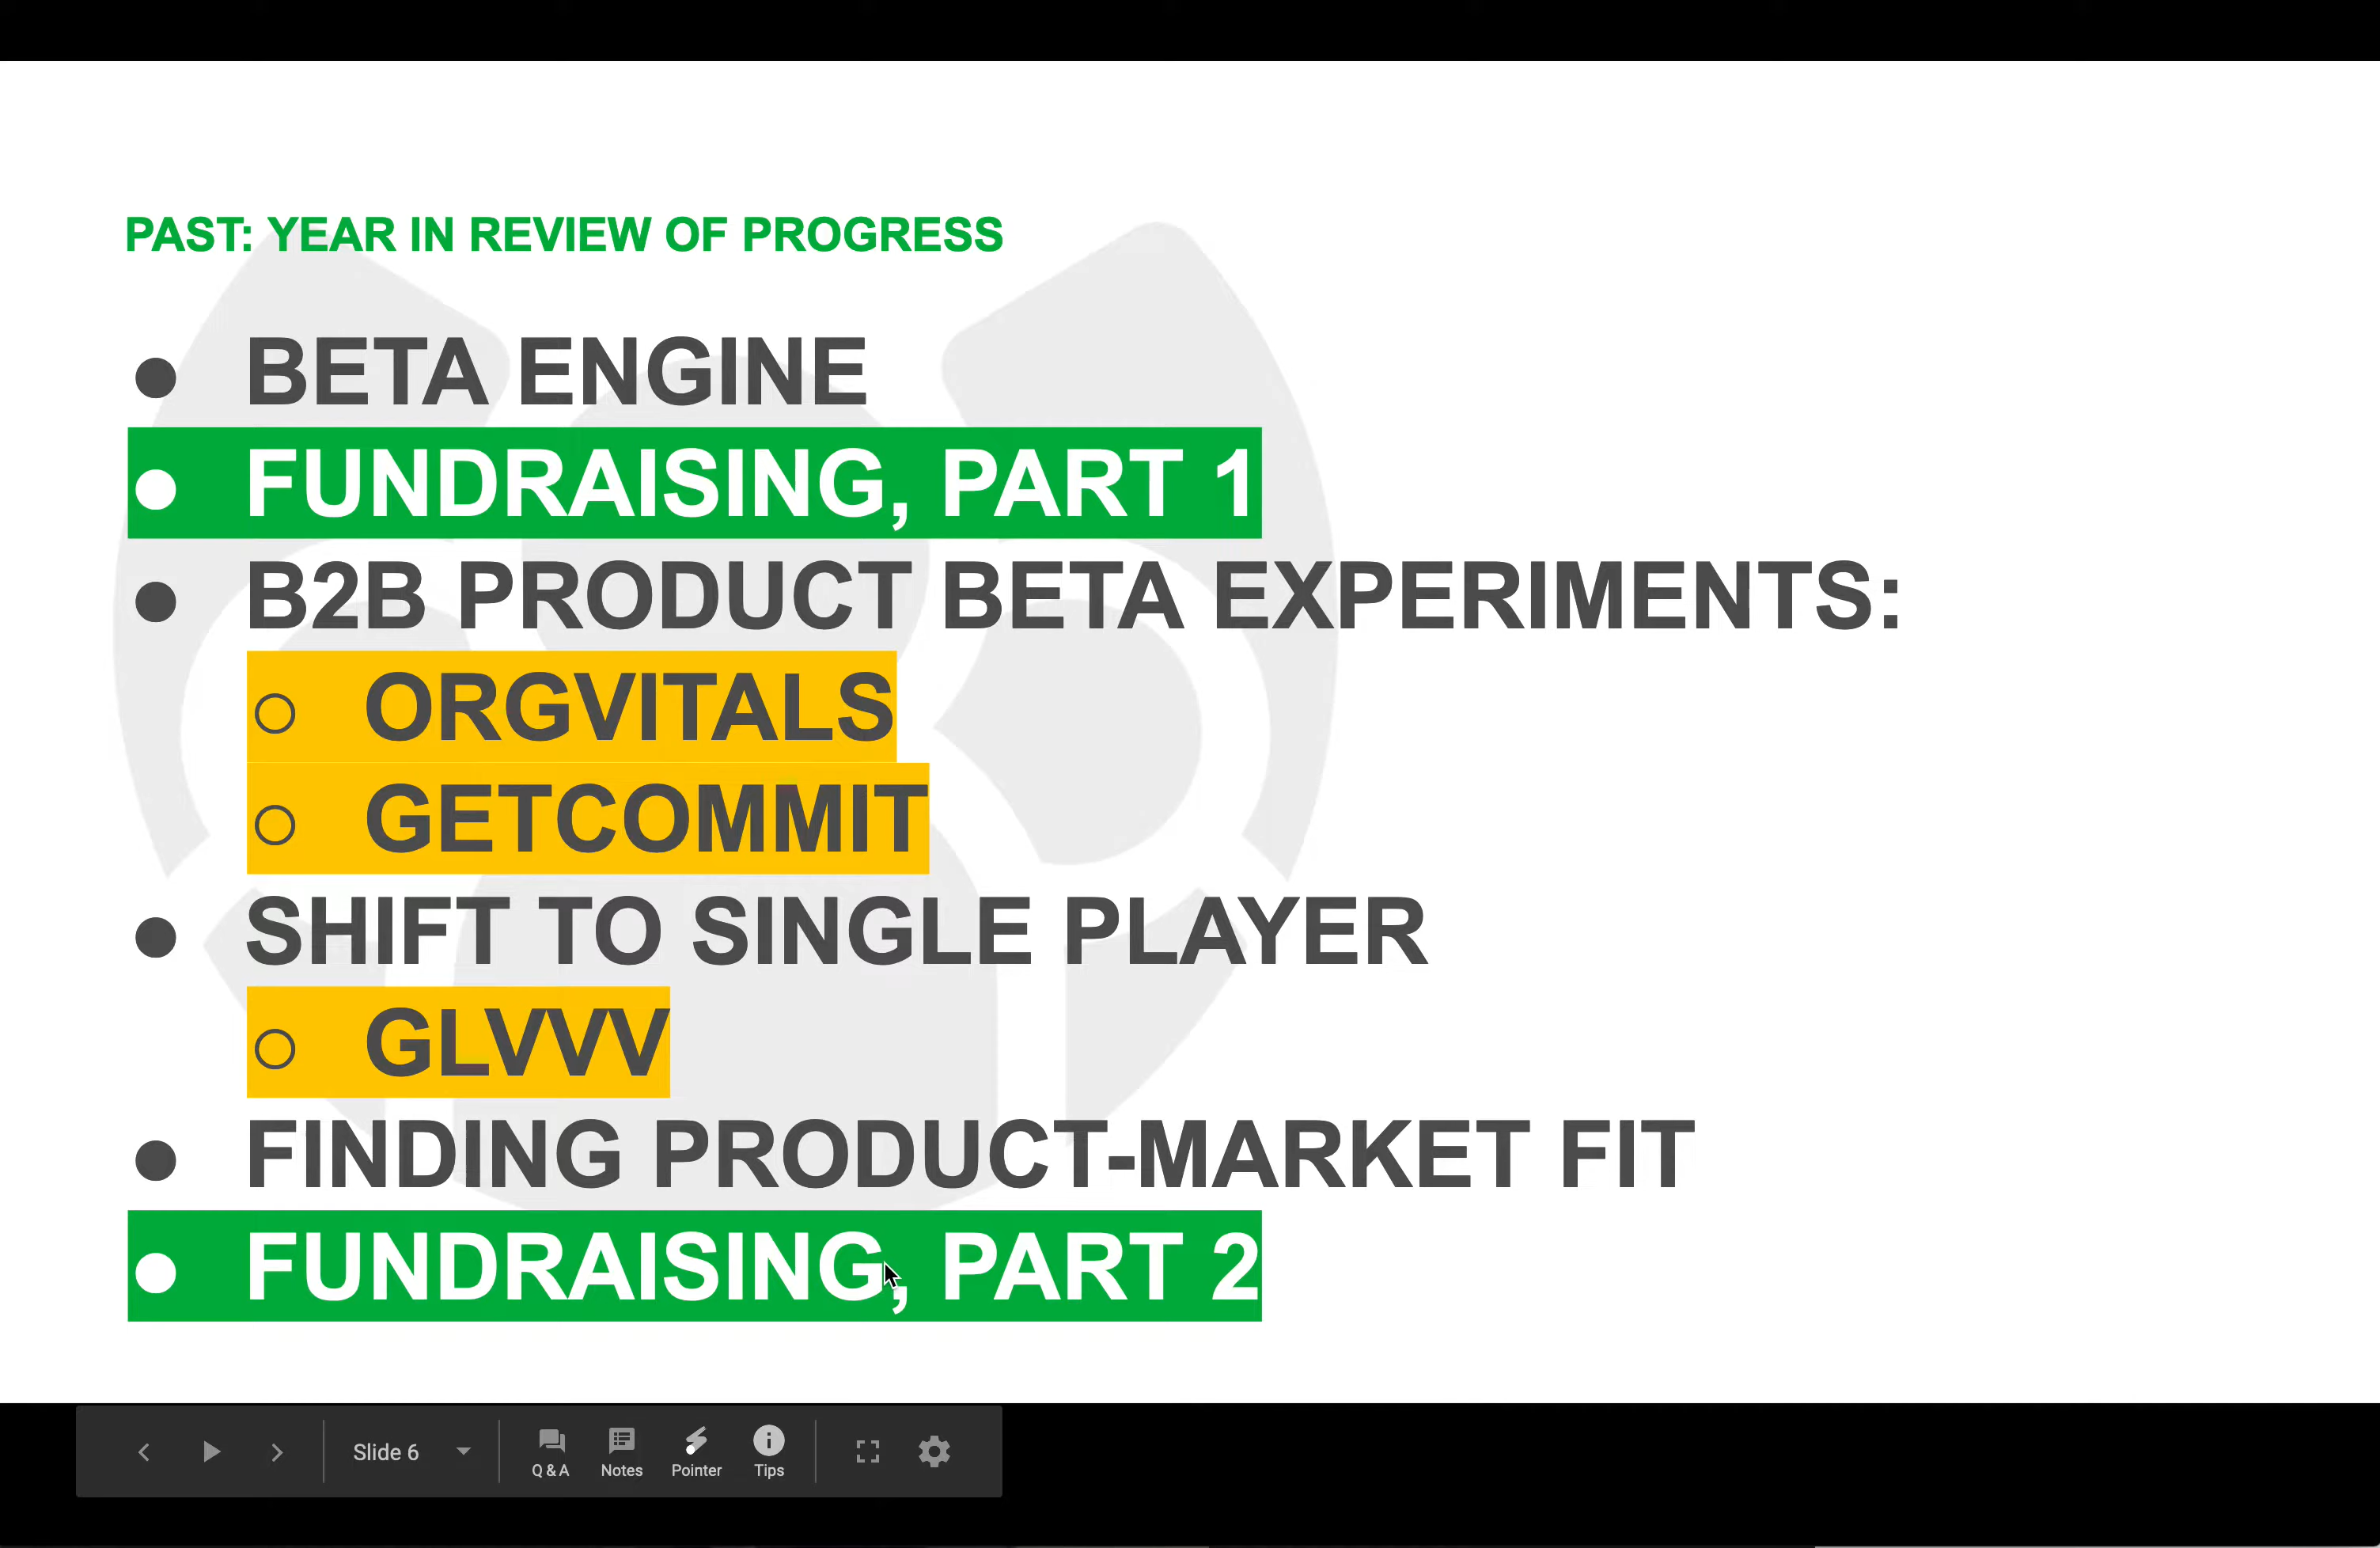 PAST: YEAR IN REVIEW OF PROGRESS
● BETA ENGINE
● FUNDRAISING, PART 1
● B2B PRODUCT BETA EXPERIMENTS:
○ ORGVITALS
○ GETCOMMIT
● SHIFT TO SINGLE PLAYER
○ GLVVV
● FINDING PRODUCT-MARKET FIT
● FUNDRAISING, PART 2
Slide 6
Q & A Notes Pointer Tips